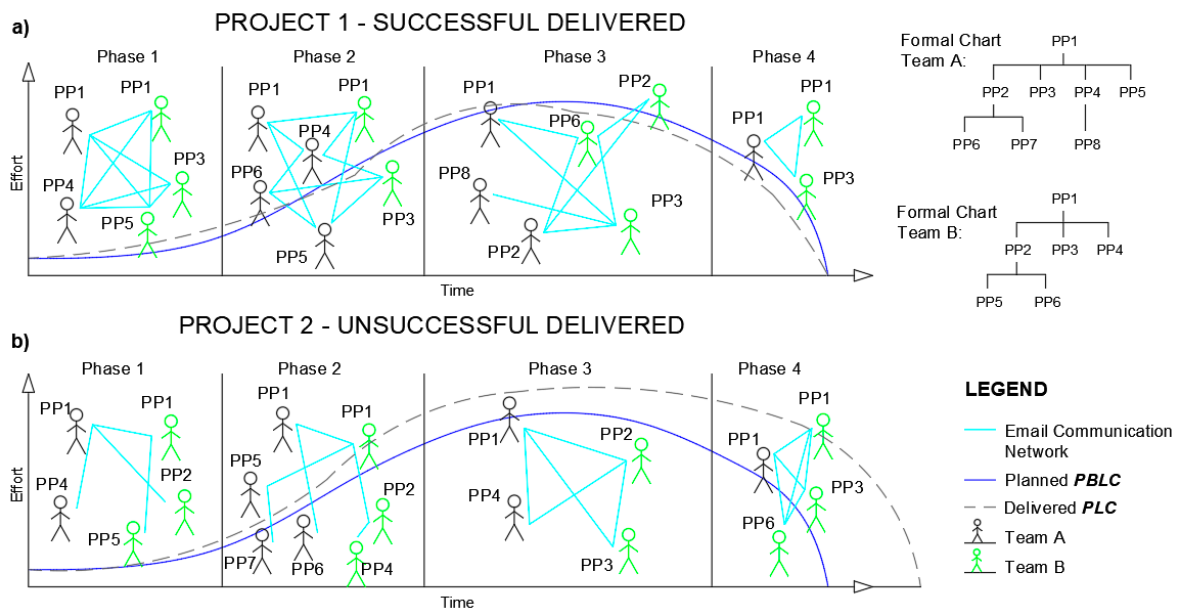 a)
PROJECT 1 - SUCCESSFUL DELIVERED
Phase 1
Phase 2
Phase 3
Phase 4
Effort
PP1
PP1
PP3
PP4
PP5
PP1
PP1
PP4
PP6
PP3
PP5
PP1
PP2
PP6
PP8
PP3
PP2
PP1
PP1
PP3
Time
Formal Chart
Team A:
PP1
PP2 PP3 PP4 PP5
PP6 PP7 PP8
Formal Chart
Team B:
PP1
PP2 PP3 PP4
PP5 PP6
b)
PROJECT 2 - UNSUCCESSFUL DELIVERED
Phase 1
Phase 2
Phase 3
Phase 4
Effort
PP1
PP1
PP4
PP2
PP5
PP1
PP1
PP5
PP2
PP7
PP6
PP4
PP1
PP2
PP4
PP3
PP1
PP1
PP3
PP6
Time
LEGEND
Email Communication
Network
Planned PBLC
Delivered PLC
Team A
Team B